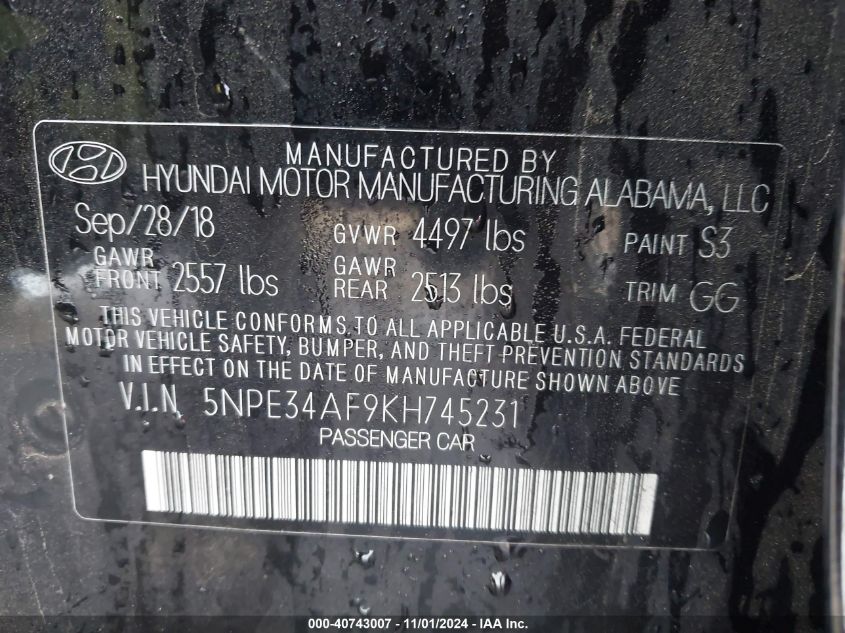 MANUFACTURED BY
HYUNDAI MOTOR MANUFACTURING ALABAMA, LLC
Sep/28/18 GVWR 4497 lbs PAINT S3
GAWR FRONT 2557 lbs GAWR REAR 2513 lbs TRIM GG
THIS VEHICLE CONFORMS TO ALL APPLICABLE U.S.A. FEDERAL
MOTOR VEHICLE SAFETY, BUMPER, AND THEFT PREVENTION STANDARDS
IN EFFECT ON THE DATE OF MANUFACTURE SHOWN ABOVE
V.I.N. 5NPE34AF9KH745231
PASSENGER CAR
000-40743007 - 11/01/2024 - IAA Inc.